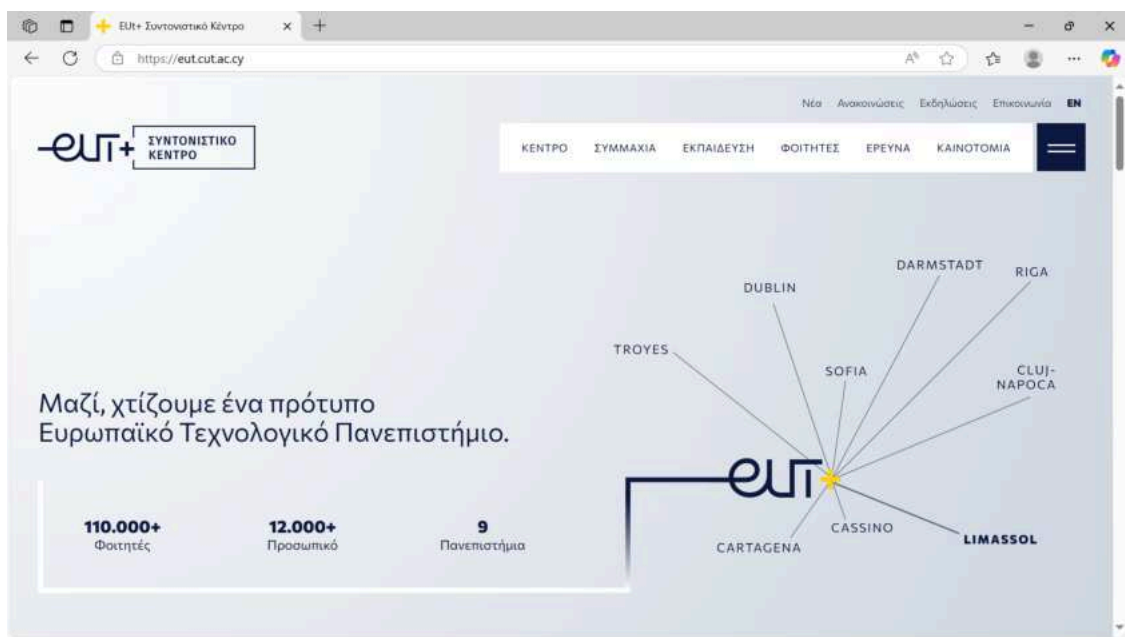 EUt+ Συντονιστικό Κέντρο
https://eut.cut.ac.cy
Νέα Ανακοινώσεις Εκδηλώσεις Επικοινωνία EN
EUT+ ΣΥΝΤΟΝΙΣΤΙΚΟ
ΚΕΝΤΡΟ
ΚΕΝΤΡΟ ΣΥΜΜΑΧΙΑ ΕΚΠΑΙΔΕΥΣΗ ΦΟΙΤΗΤΕΣ ΕΡΕΥΝΑ ΚΑΙΝΟΤΟΜΙΑ
DARMSTADT
RIGA
DUBLIN
TROYES
SOFIA
CLUJ-
NAPOCA
Μαζί, χτίζουμε ένα πρότυπο
Ευρωπαϊκό Τεχνολογικό Πανεπιστήμιο.
EUT+
110.000+ 12.000+ 9
Φοιτητές Προσωπικό Πανεπιστήμια
CASSINO
CARTAGENA
LIMASSOL